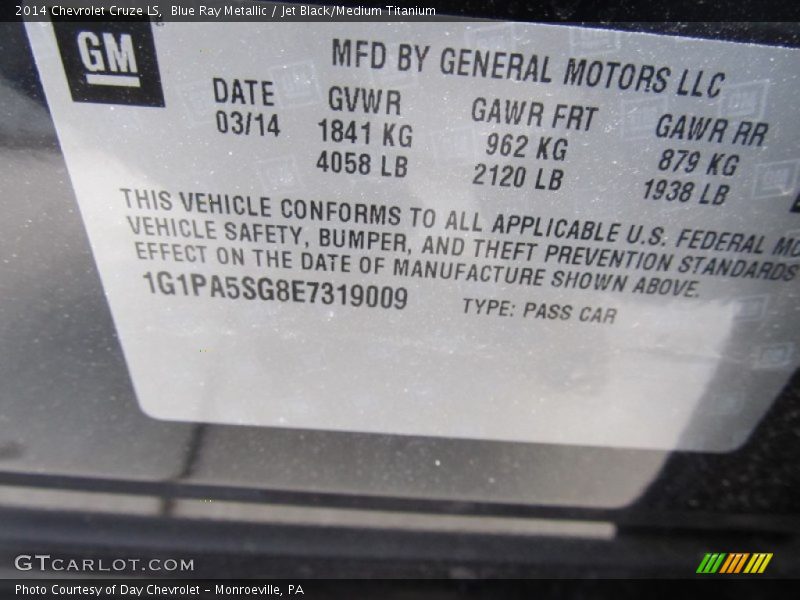 2014 Chevrolet Cruze LS, Blue Ray Metallic / Jet Black/Medium Titanium
GM
MFD BY GENERAL MOTORS LLC
DATE GVWR GAWR FRT GAWR RR
03/14 1841 KG 962 KG 879 KG
4058 LB 2120 LB 1938 LB
THIS VEHICLE CONFORMS TO ALL APPLICABLE U.S. FEDERAL
VEHICLE SAFETY, BUMPER, AND THEFT PREVENTION STANDARDS
EFFECT ON THE DATE OF MANUFACTURE SHOWN ABOVE.
1G1PA5SG8E7319009 TYPE: PASS CAR
GTCARLOT.COM
Photo Courtesy of Day Chevrolet - Monroeville, PA